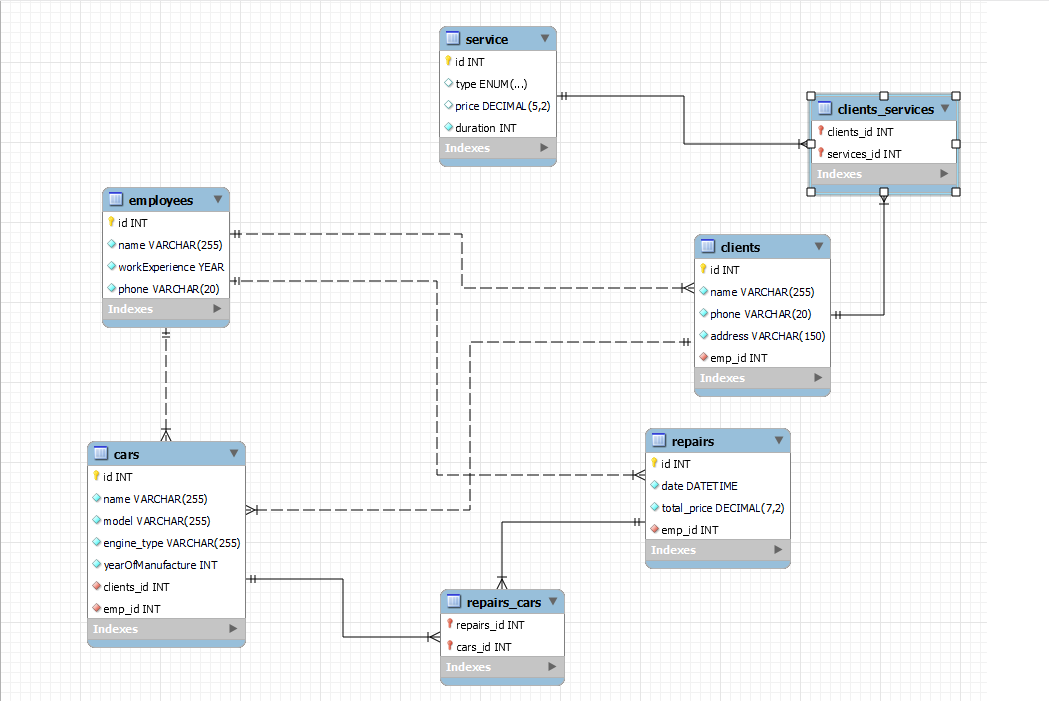 service
id INT
type ENUM(...)
price DECIMAL(5,2)
duration INT
Indexes
clients_services
clients_id INT
services_id INT
Indexes
employees
id INT
name VARCHAR(255)
workExperience YEAR
phone VARCHAR(20)
Indexes
clients
id INT
name VARCHAR(255)
phone VARCHAR(20)
address VARCHAR(150)
emp_id INT
Indexes
cars
id INT
name VARCHAR(255)
model VARCHAR(255)
engine_type VARCHAR(255)
yearOfManufacture INT
clients_id INT
emp_id INT
Indexes
repairs
id INT
date DATETIME
total_price DECIMAL(7,2)
emp_id INT
Indexes
repairs_cars
repairs_id INT
cars_id INT
Indexes